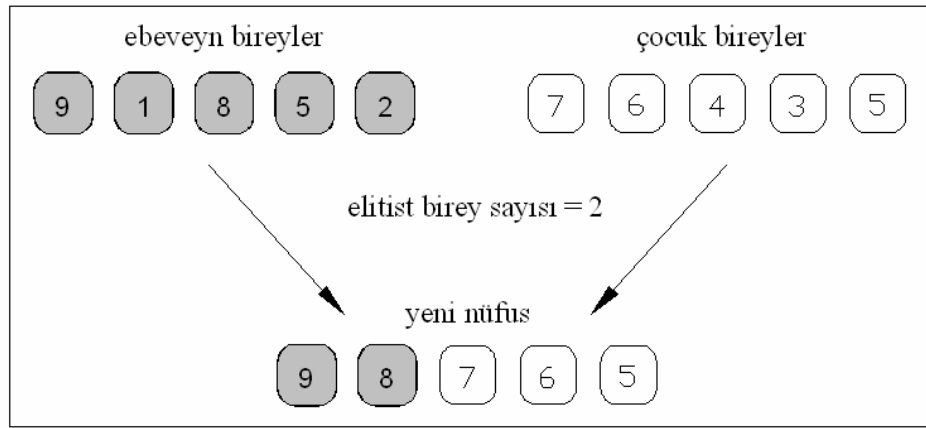 ebeveyn bireyler
çocuk bireyler
9 1 8 5 2
7 6 4 3 5
elitist birey sayısı = 2
yeni nüfus
9 8 7 6 5